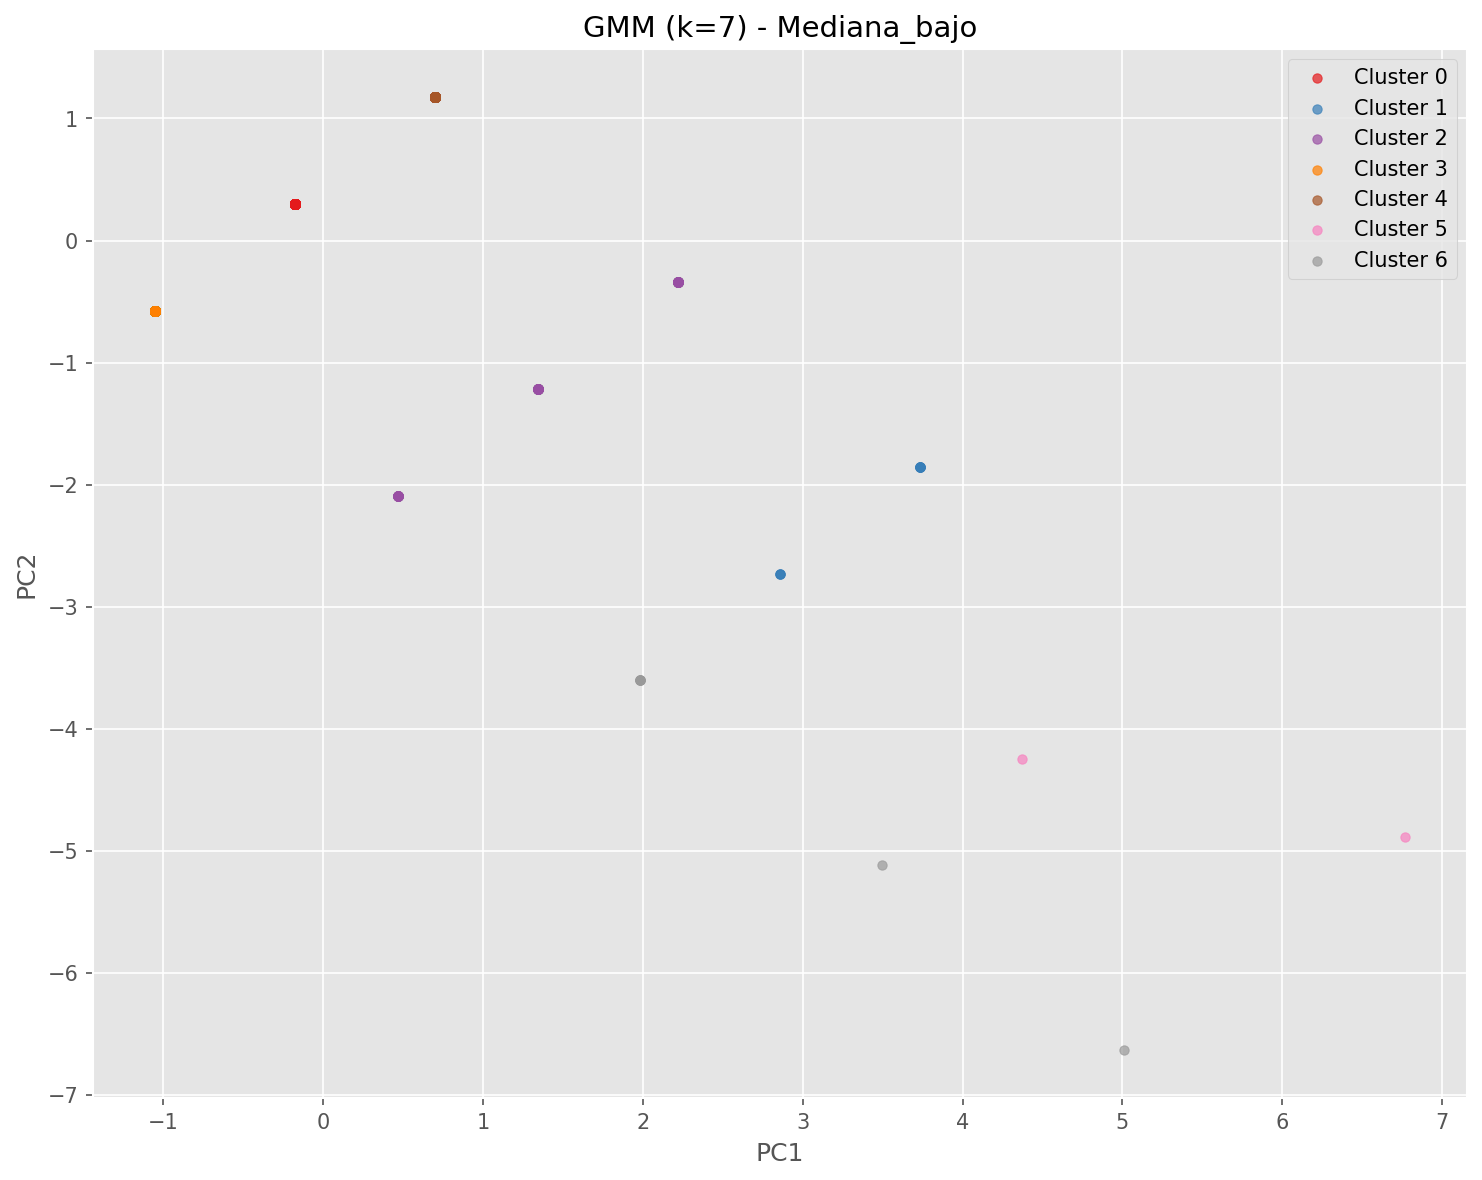 GMM (k=7) - Mediana_bajo
Cluster 0
Cluster 1
Cluster 2
Cluster 3
Cluster 4
Cluster 5
Cluster 6
1
0
−1
−2
−3
−4
−5
−6
−7
PC2
−1 0 1 2 3 4 5 6 7
PC1